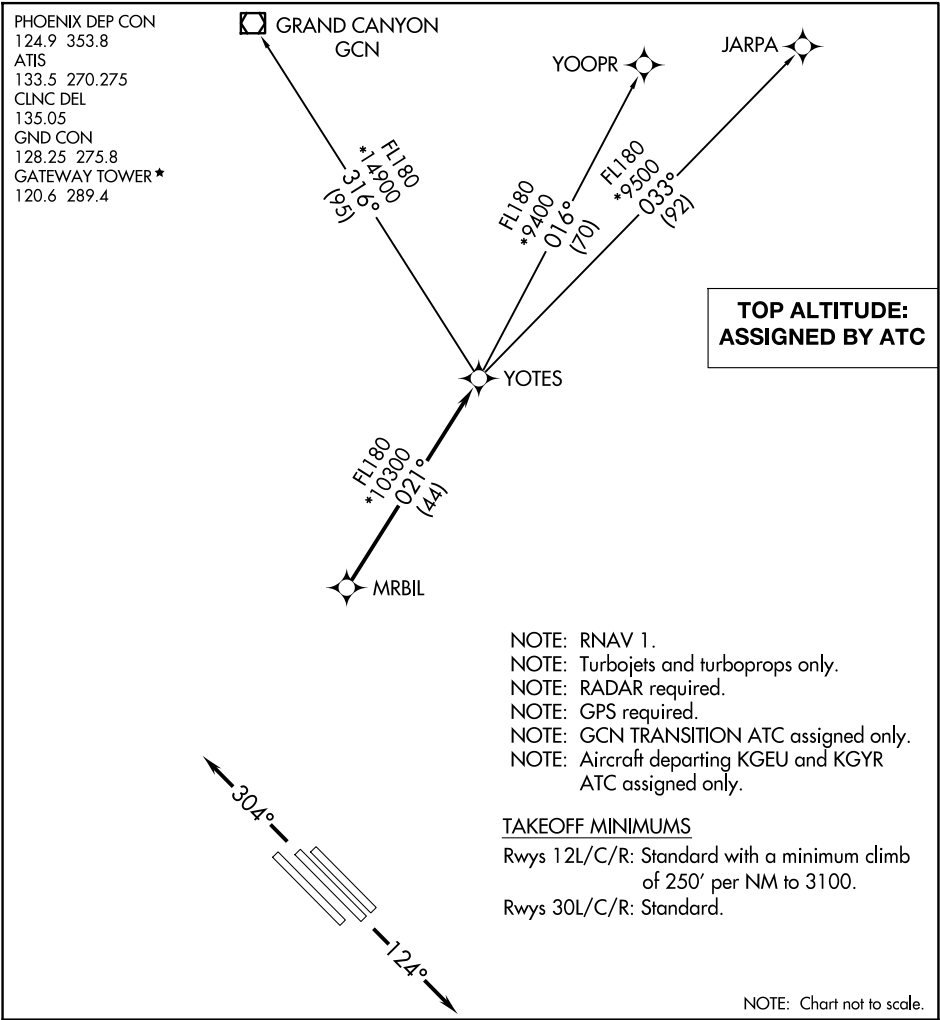 PHOENIX DEP CON
124.9 353.8
ATIS
133.5 270.275
CLNC DEL
135.05
GND CON
128.25 275.8
GATEWAY TOWER★
120.6 289.4
GRAND CANYON
GCN
YOOPR
JARPA
FL180
*14900
316°
(95)
FL180
*9400
016°
(70)
FL180
*9500
033°
(92)
TOP ALTITUDE:
ASSIGNED BY ATC
YOTES
FL180
*10300
021°
(44)
MRBIL
NOTE: RNAV 1.
NOTE: Turbojets and turboprops only.
NOTE: RADAR required.
NOTE: GPS required.
NOTE: GCN TRANSITION ATC assigned only.
NOTE: Aircraft departing KGEU and KGYR
ATC assigned only.
TAKEOFF MINIMUMS
Rwys 12L/C/R: Standard with a minimum climb
of 250' per NM to 3100.
Rwys 30L/C/R: Standard.
304°
124°
NOTE: Chart not to scale.